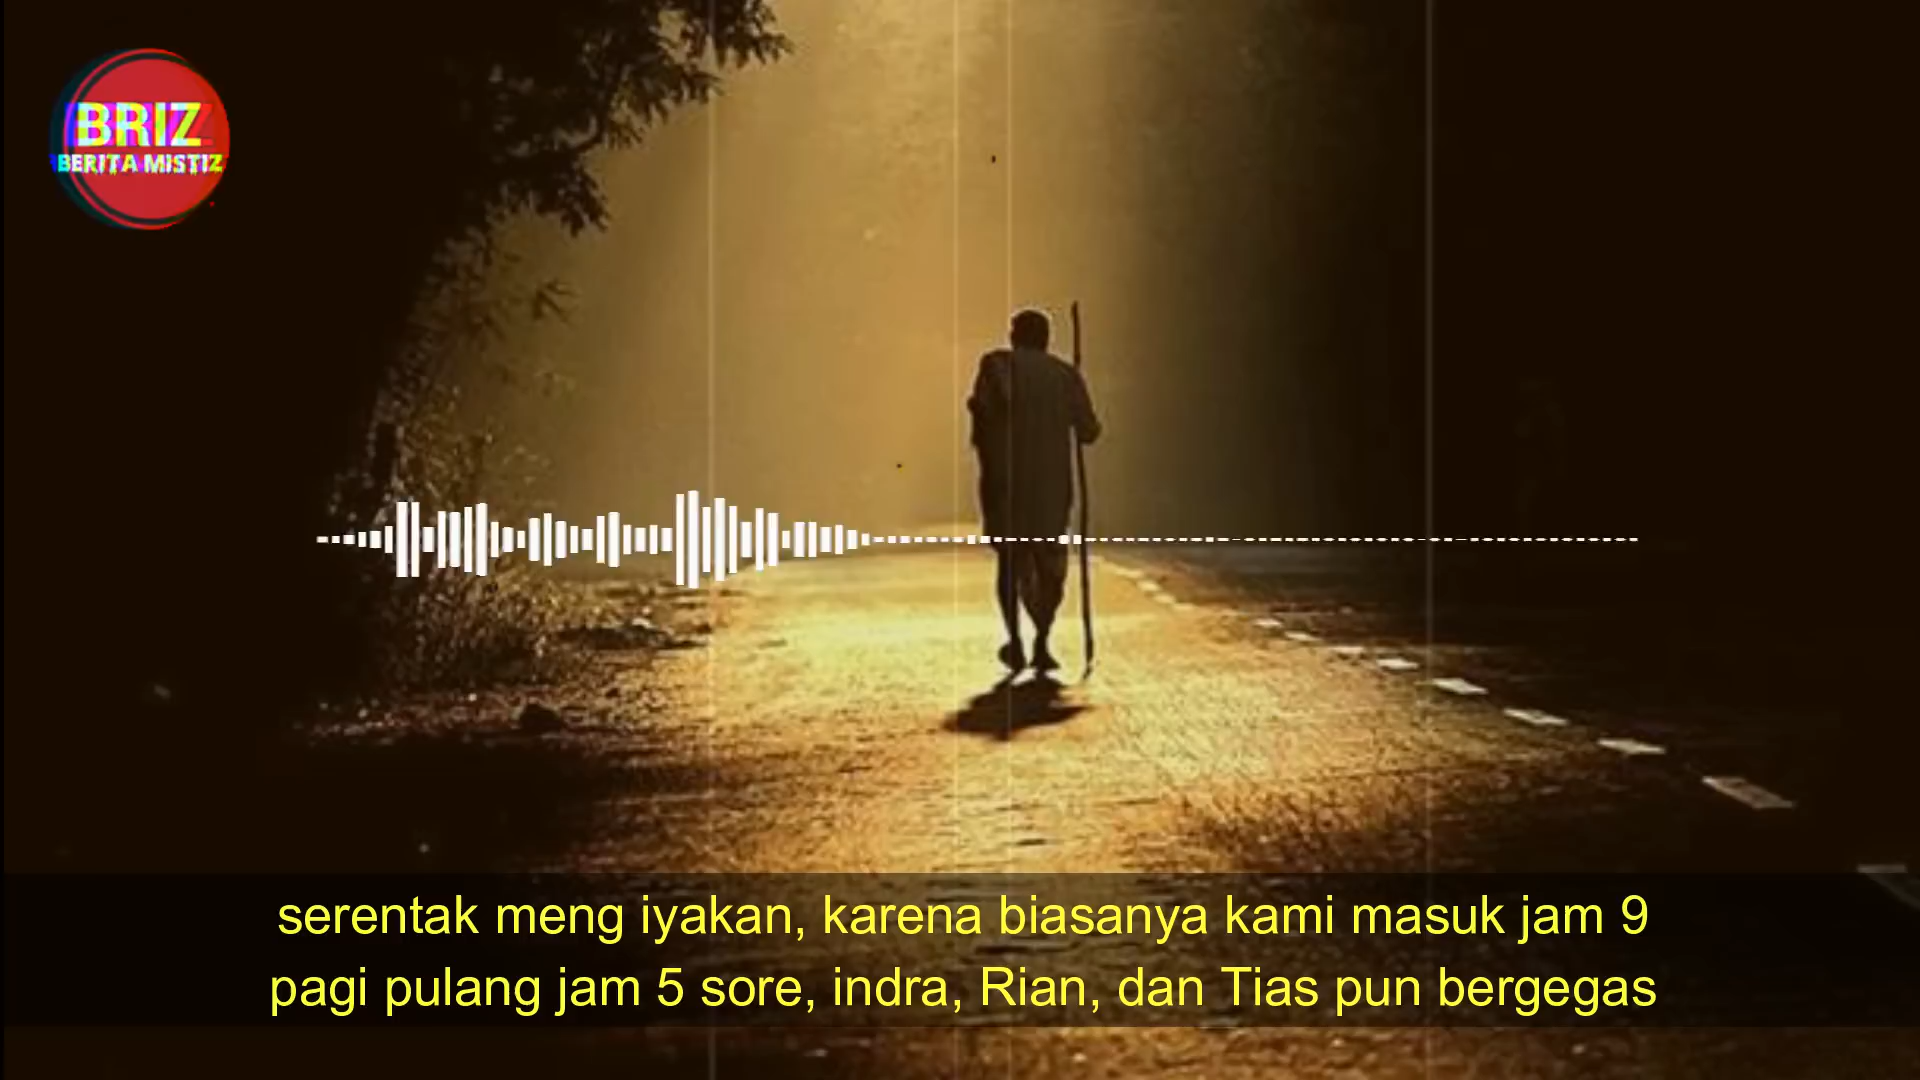 BRIZ
BERITA MISTIZ
serentak meng iyakan, karena biasanya kami masuk jam 9
pagi pulang jam 5 sore, indra, Rian, dan Tias pun bergegas